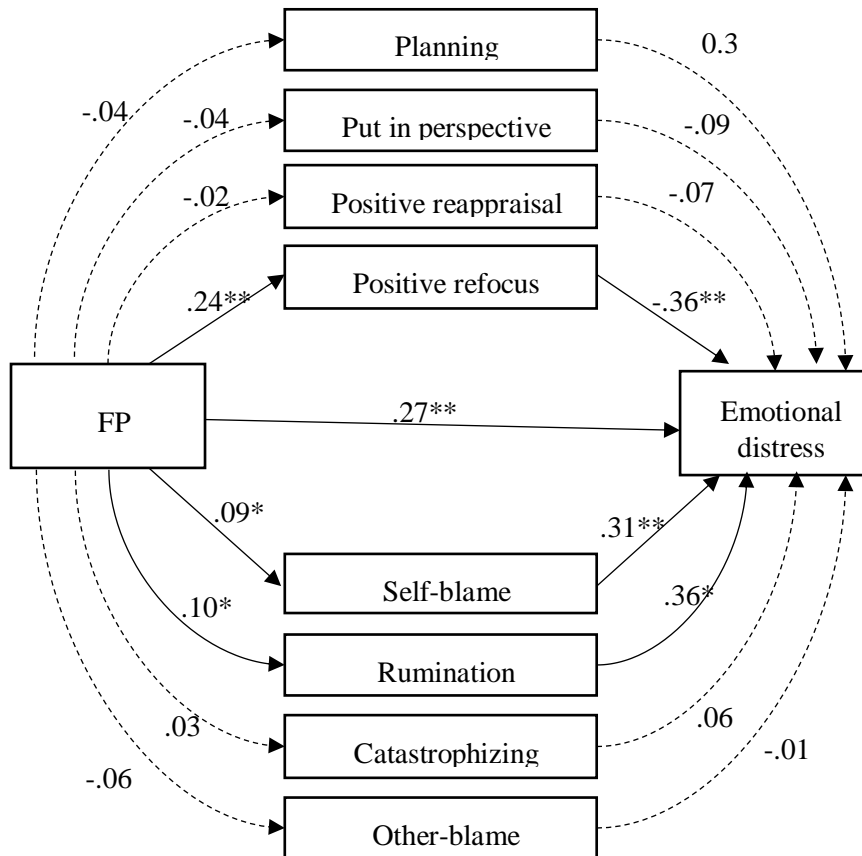 Planning
0.3
-.04
-.04
Put in perspective
-.09
-.02
Positive reappraisal
-.07
.24**
Positive refocus
-.36**
FP
.27**
Emotional
distress
.09*
Self-blame
.31**
.10*
Rumination
.36*
.03
Catastrophizing
.06
-.06
Other-blame
-.01